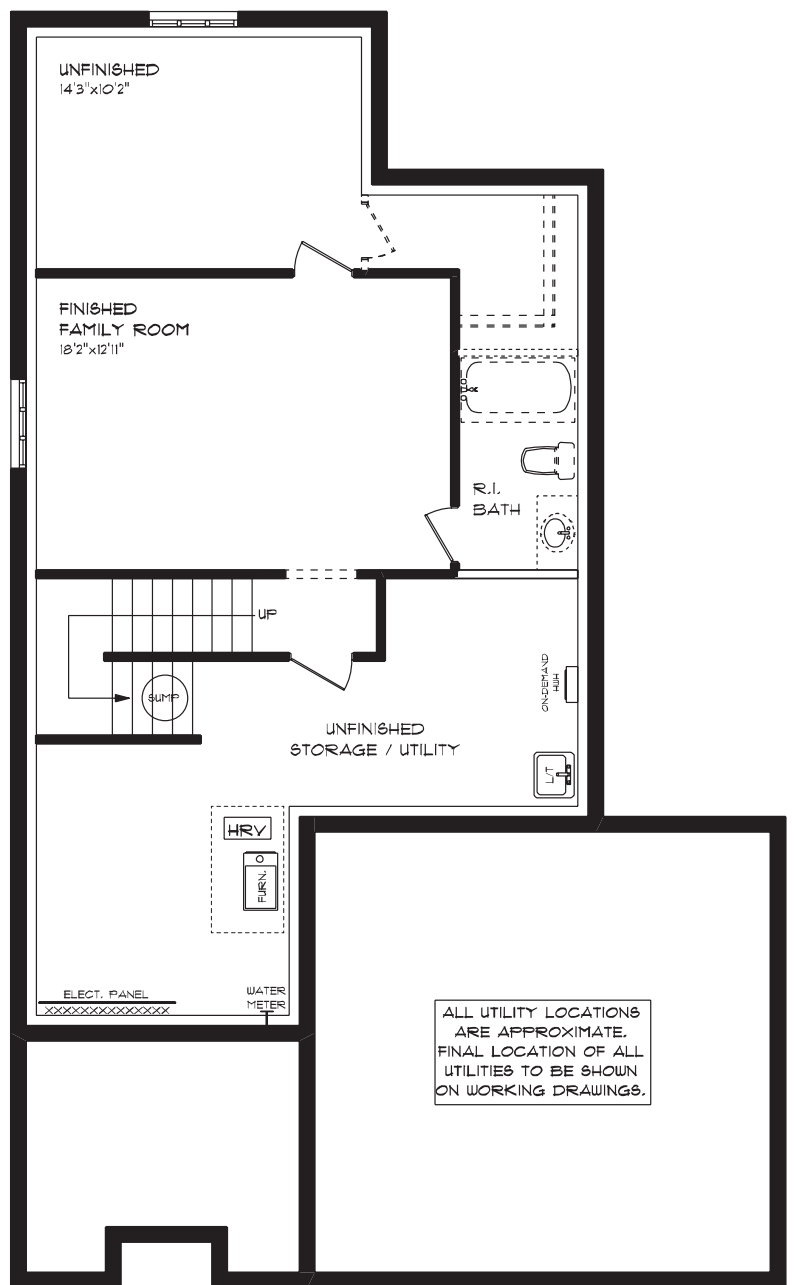 UNFINISHED
14'3"x10'2"
FINISHED
FAMILY ROOM
18'2"x12'11"
R.I.
BATH
UP
SUMP
ON-DEMAND
HWH
UNFINISHED
STORAGE / UTILITY
L/T
HRV
FURN.
ELECT. PANEL
WATER
METER
ALL UTILITY LOCATIONS
ARE APPROXIMATE.
FINAL LOCATION OF ALL
UTILITIES TO BE SHOWN
ON WORKING DRAWINGS.